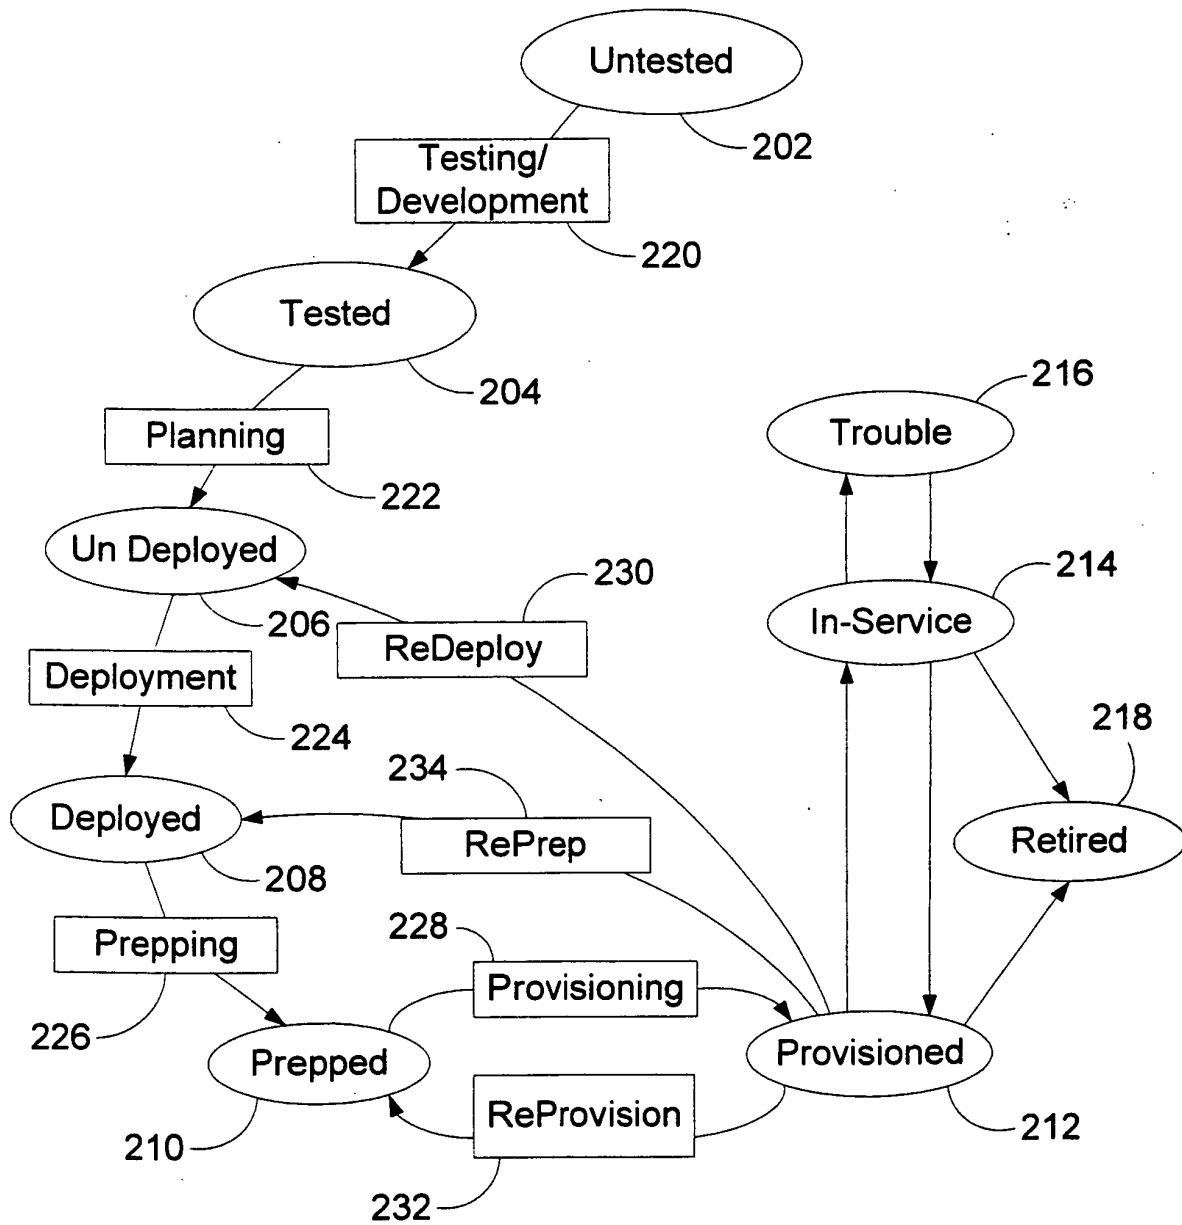 Untested
202
Testing/
Development
220
Tested
204
216
Trouble
Planning
222
Un Deployed
206
230
ReDeploy
214
In-Service
Deployment
224
218
234
Deployed
208
RePrep
Retired
Prepping
226
228
Provisioning
Prepped
210
Provisioned
212
ReProvision
232